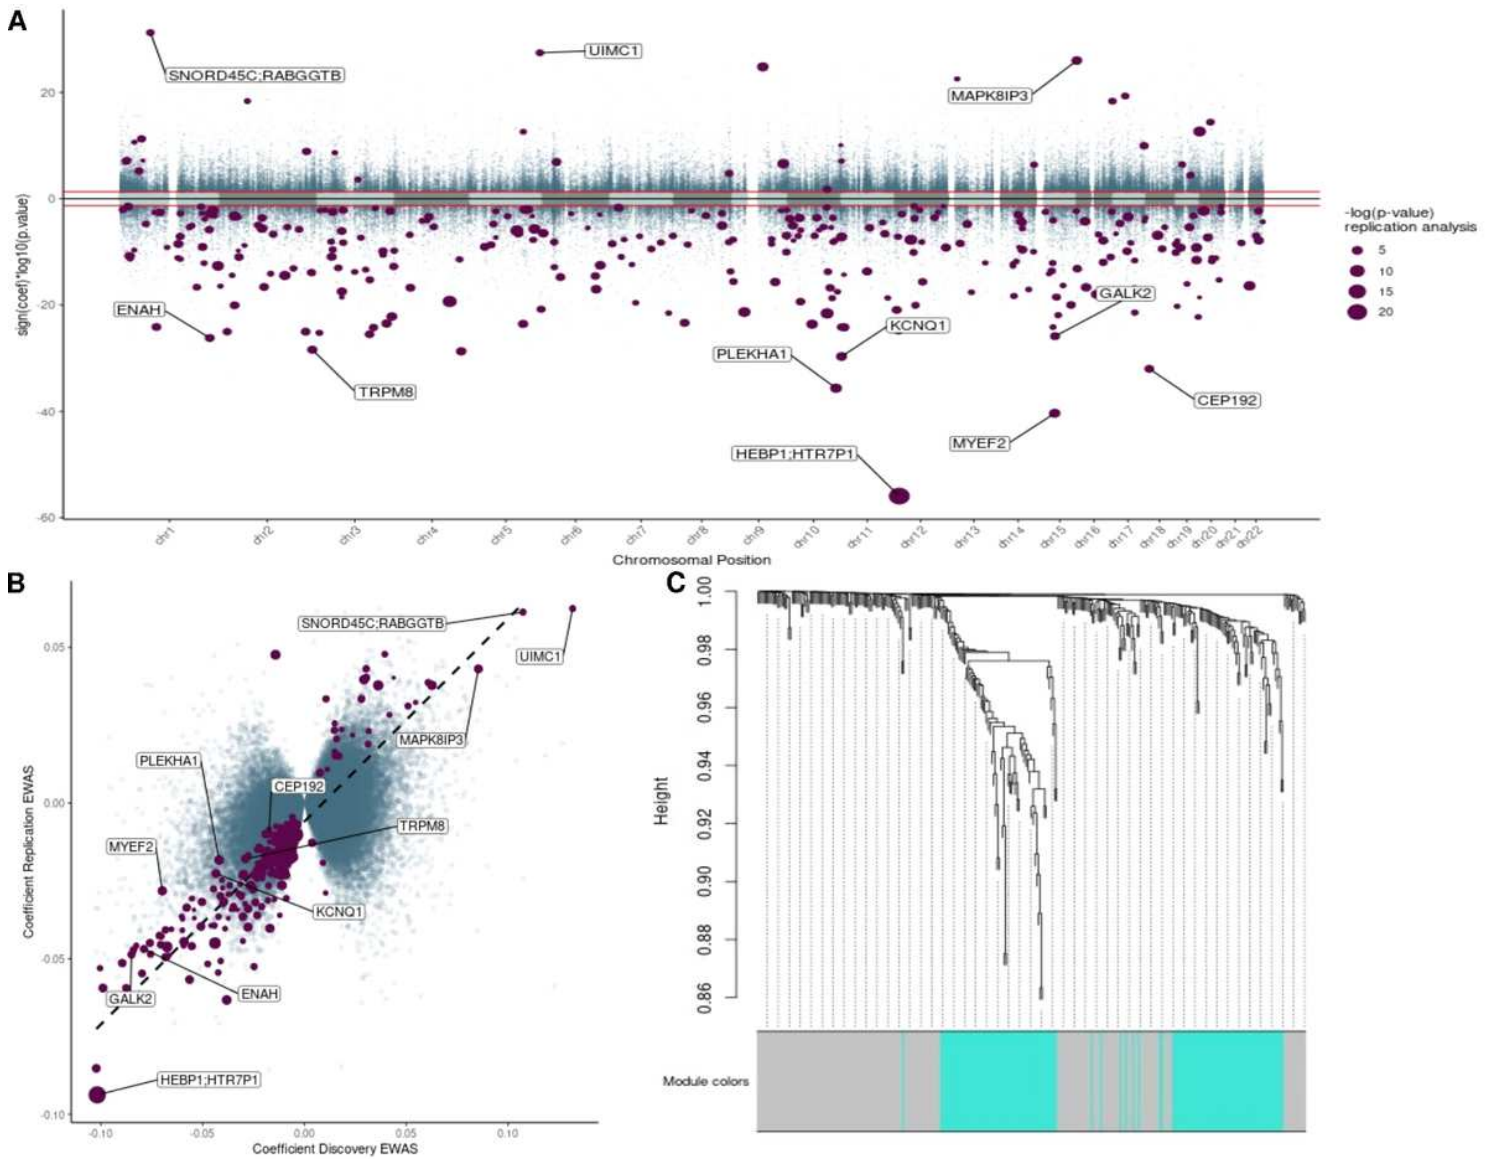 A
SNORD45C;RABGGTB
UIMC1
MAPK8IP3
20
0
-20
-40
-60
sign(coef)*log10(p.value)
ENAH
TRPM8
PLEKHA1
KCNQ1
GALK2
CEP192
MYEF2
HEBP1;HTR7P1
-log(p-value)
replication analysis
5
10
15
20
chr1
chr2
chr3
chr4
chr5
chr6
chr7
chr8
chr9
chr10
chr11
chr12
chr13
chr14
chr15
chr16
chr17
chr18
chr19
chr20
chr21
chr22
Chromosomal Position
B
SNORD45C;RABGGTB
UIMC1
MAPK8IP3
PLEKHA1
CEP192
TRPM8
MYEF2
KCNQ1
GALK2
ENAH
HEBP1;HTR7P1
0.05
0.00
-0.05
-0.10
Coefficient Replication EWAS
-0.10
-0.05
0.00
0.05
0.10
Coefficient Discovery EWAS
C
1.00
0.98
0.96
0.94
0.92
0.90
0.88
0.86
Height
Module colors